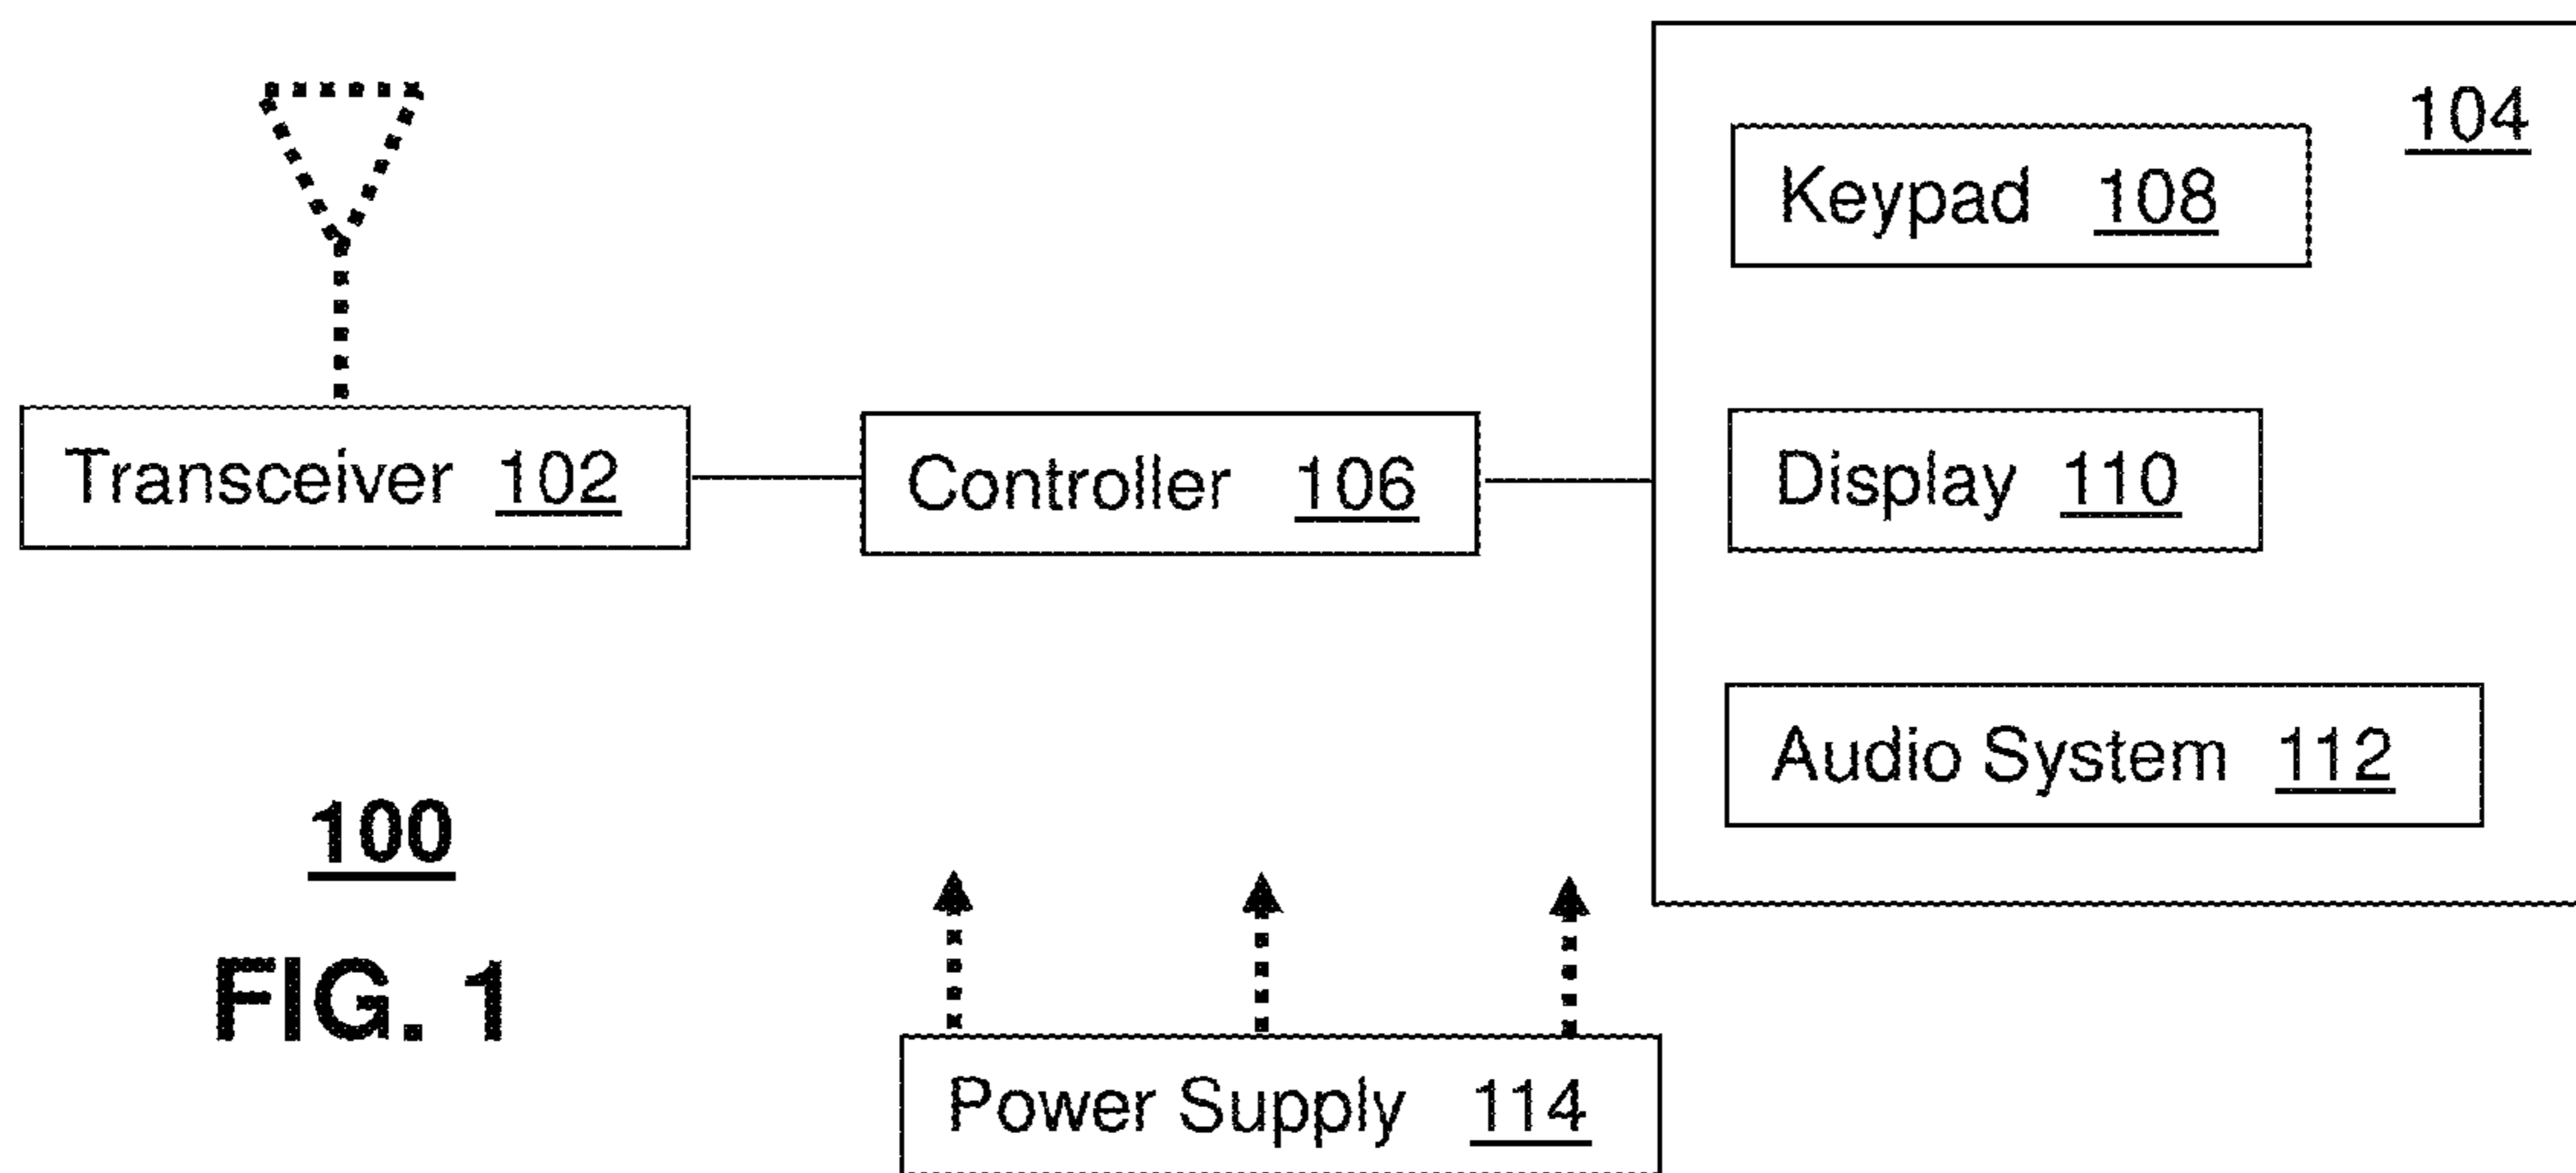 104
Keypad 108
Transceiver 102
Controller 106
Display 110
Audio System 112
100
FIG. 1
Power Supply 114